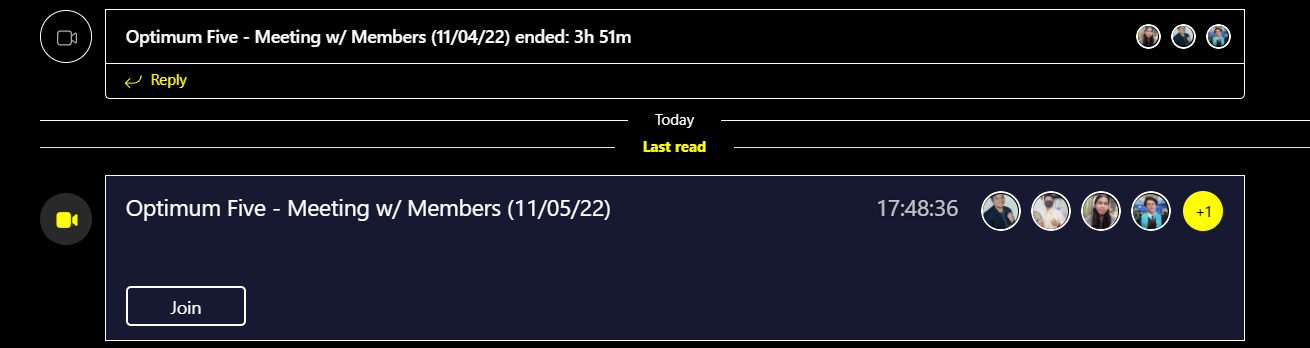 Optimum Five - Meeting w/ Members (11/04/22) ended: 3h 51m
Reply
Today
Last read
Optimum Five - Meeting w/ Members (11/05/22) 17:48:36 +1
Join